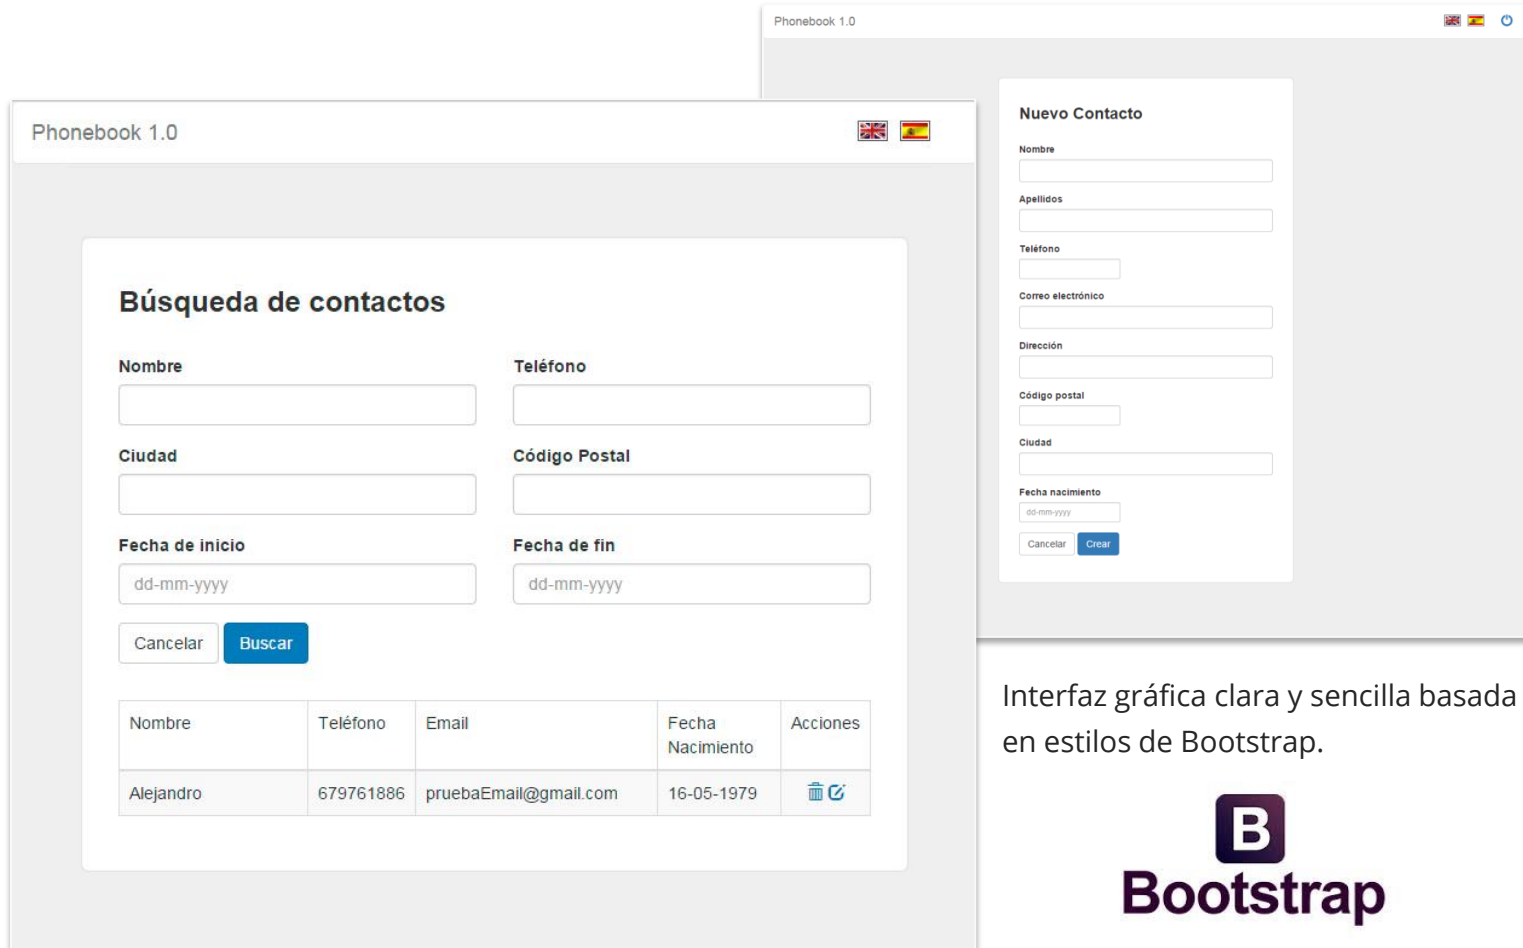 Phonebook 1.0
Nuevo Contacto
Nombre
Apellidos
Teléfono
Correo electrónico
Dirección
Código postal
Ciudad
Fecha nacimiento
dd-mm-yyyy
Cancelar Crear
Phonebook 1.0
Búsqueda de contactos
Nombre Teléfono
Ciudad Código Postal
Fecha de inicio Fecha de fin
dd-mm-yyyy dd-mm-yyyy
Cancelar Buscar
Nombre Teléfono Email Fecha Nacimiento Acciones
Alejandro 679761886 pruebaEmail@gmail.com 16-05-1979
Interfaz gráfica clara y sencilla basada
en estilos de Bootstrap.
B
Bootstrap